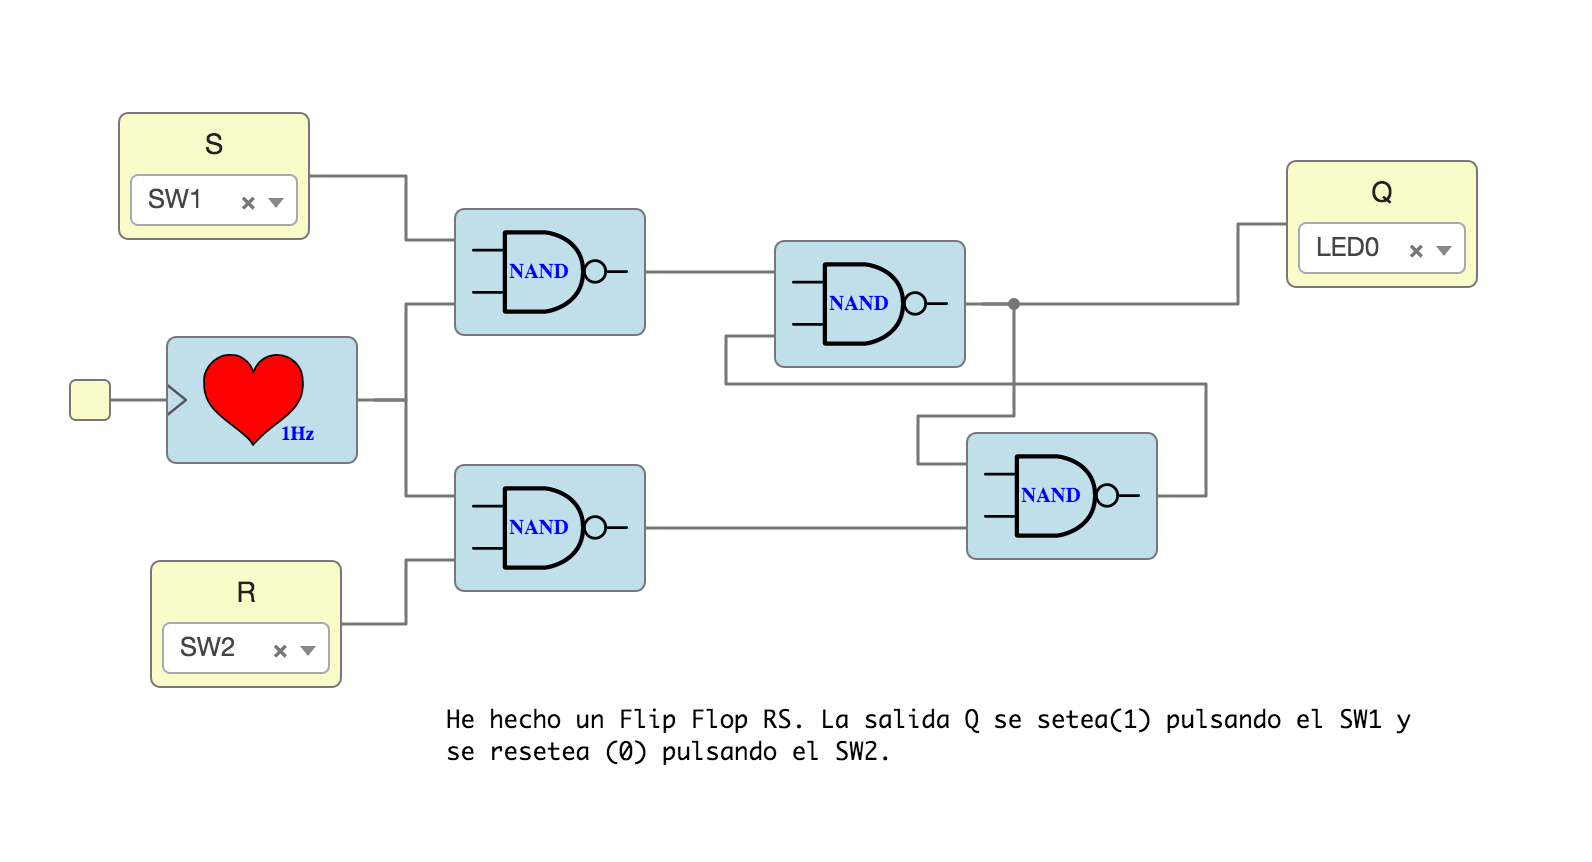 S
SW1
NAND
Q
LED0
NAND
1Hz
NAND
NAND
R
SW2
He hecho un Flip Flop RS. La salida Q se setea(1) pulsando el SW1 y
se resetea (0) pulsando el SW2.